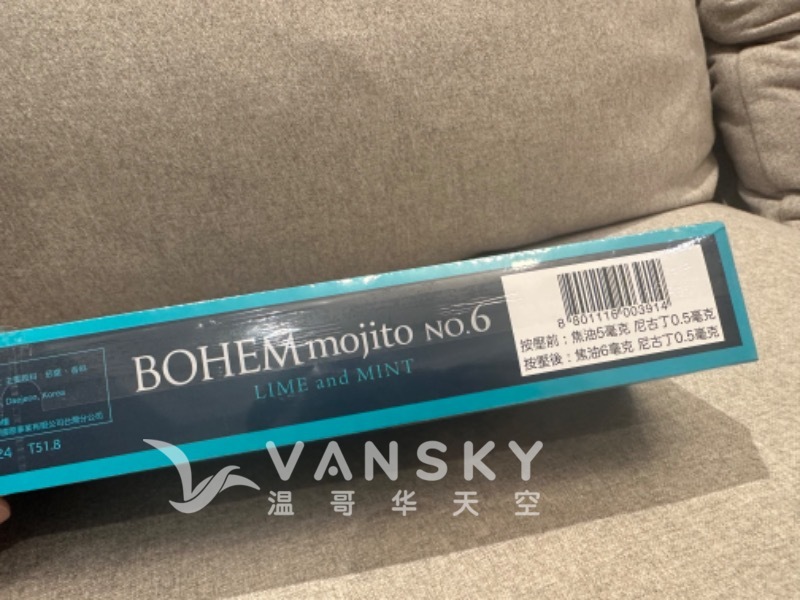 BOHEM mojito NO.6
LIME and MINT
8 801116 003914
按壓前：焦油5毫克 尼古丁0.5毫克
按壓後：焦油6毫克 尼古丁0.5毫克
Daejeon, Korea
24 T51.8
VANSKY
温哥华天空